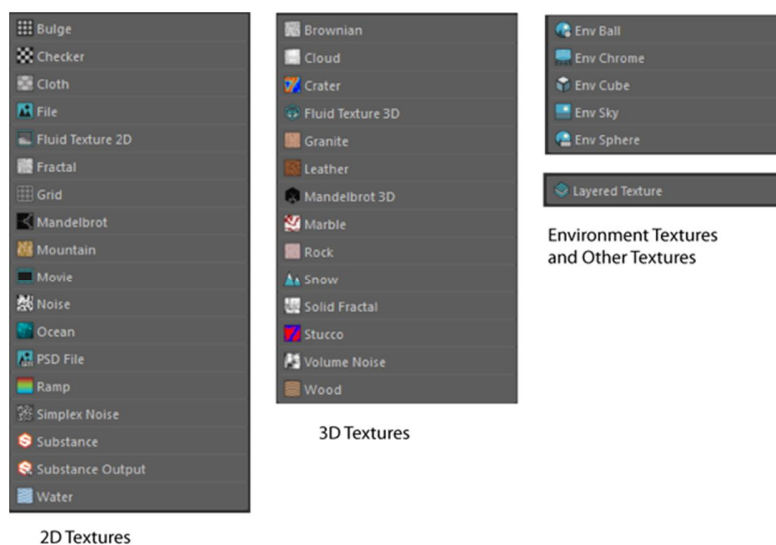 Bulge
Checker
Cloth
File
Fluid Texture 2D
Fractal
Grid
Mandelbrot
Mountain
Movie
Noise
Ocean
PSD File
Ramp
Simplex Noise
Substance
Substance Output
Water
2D Textures
Brownian
Cloud
Crater
Fluid Texture 3D
Granite
Leather
Mandelbrot 3D
Marble
Rock
Snow
Solid Fractal
Stucco
Volume Noise
Wood
3D Textures
Env Ball
Env Chrome
Env Cube
Env Sky
Env Sphere
Layered Texture
Environment Textures
and Other Textures